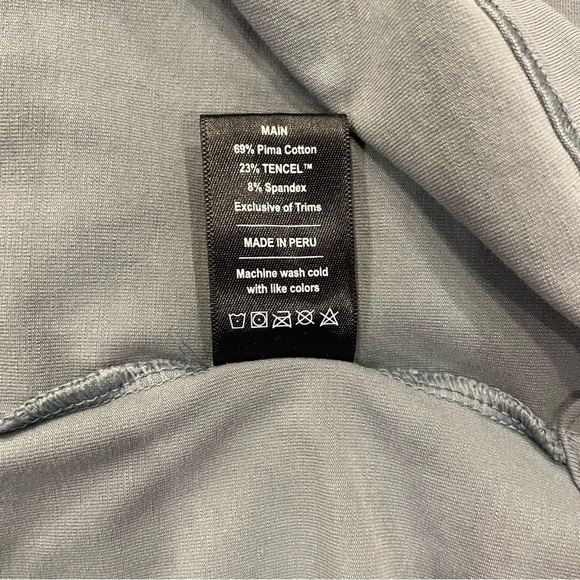 MAIN
69% Pima Cotton
23% TENCEL™
8% Spandex
Exclusive of Trims
MADE IN PERU
Machine wash cold
with like colors